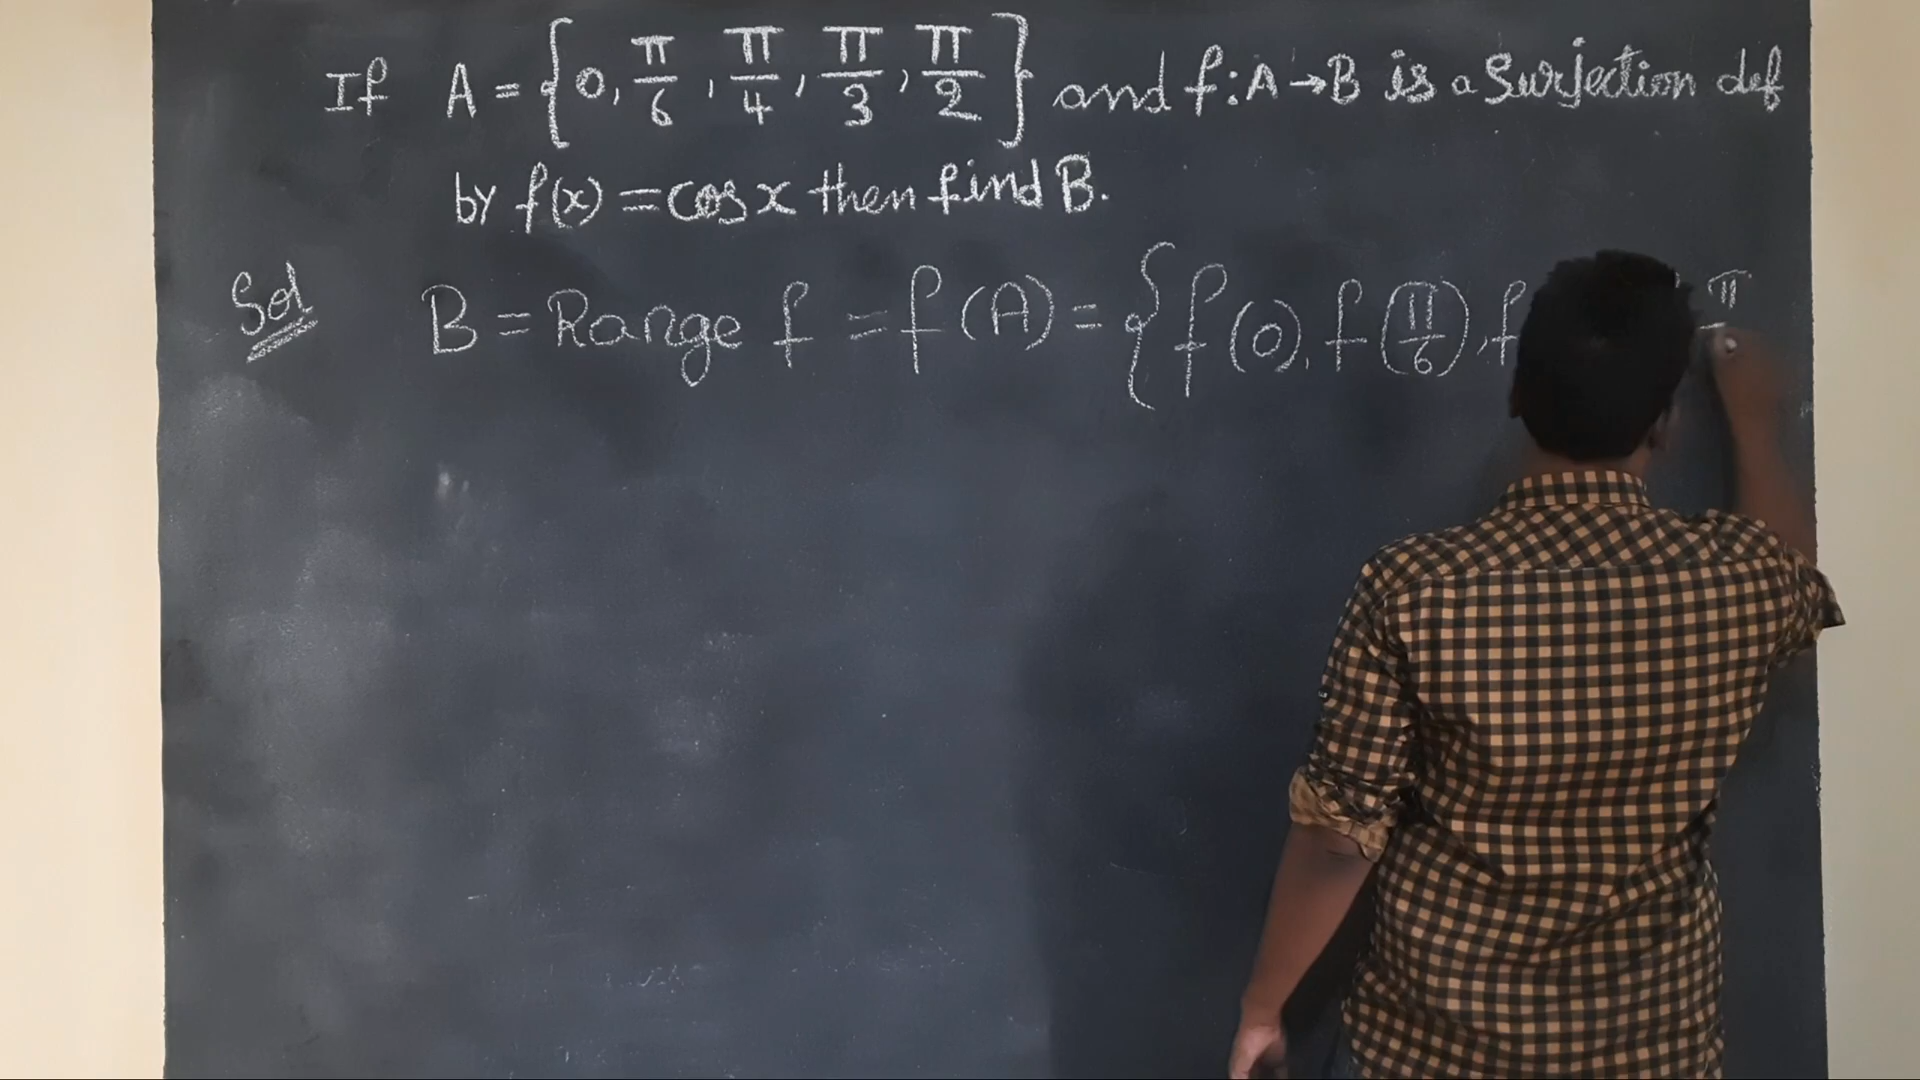 If A = {0, π/6, π/4, π/3, π/2} and f: A → B is a Surjection def
by f(x) = cos x then find B.
Sol B = Range f = f(A) = { f(0), f(π/6), f π